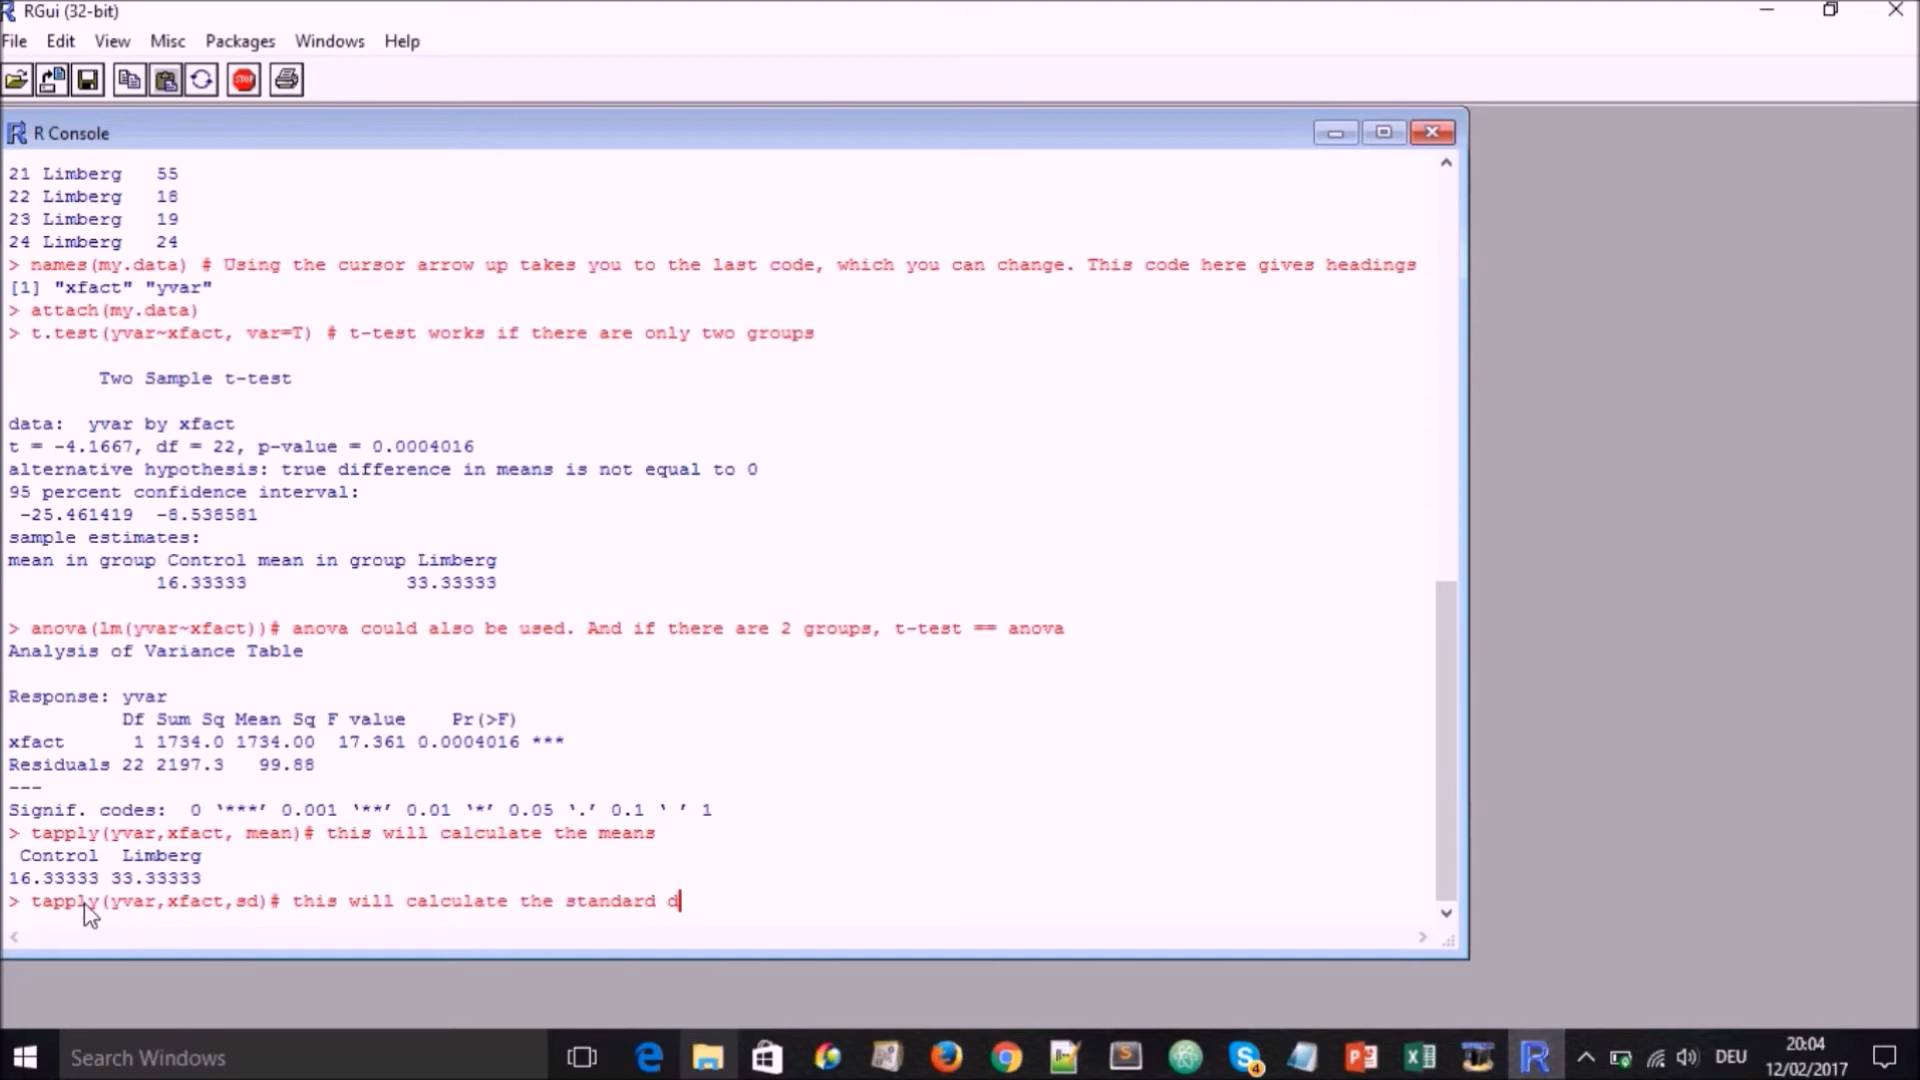 RGui (32-bit)
File Edit View Misc Packages Windows Help
STOP
R Console
21 Limberg 55
22 Limberg 18
23 Limberg 19
24 Limberg 24
> names(my.data) # Using the cursor arrow up takes you to the last code, which you can change. This code here gives headings
[1] "xfact" "yvar"
> attach(my.data)
> t.test(yvar~xfact, var=T) # t-test works if there are only two groups
Two Sample t-test
data: yvar by xfact
t = -4.1667, df = 22, p-value = 0.0004016
alternative hypothesis: true difference in means is not equal to 0
95 percent confidence interval:
-25.461419 -8.538581
sample estimates:
mean in group Control mean in group Limberg
16.33333 33.33333
> anova(lm(yvar~xfact))# anova could also be used. And if there are 2 groups, t-test == anova
Analysis of Variance Table
Response: yvar
Df Sum Sq Mean Sq F value Pr(>F)
xfact 1 1734.0 1734.00 17.361 0.0004016 ***
Residuals 22 2197.3 99.88
---
Signif. codes: 0 ‘***’ 0.001 ‘**’ 0.01 ‘*’ 0.05 ‘.’ 0.1 ‘ ’ 1
> tapply(yvar,xfact, mean)# this will calculate the means
Control Limberg
16.33333 33.33333
> tapply(yvar,xfact,sd)# this will calculate the standard d
Search Windows
4
DEU
20:04
12/02/2017